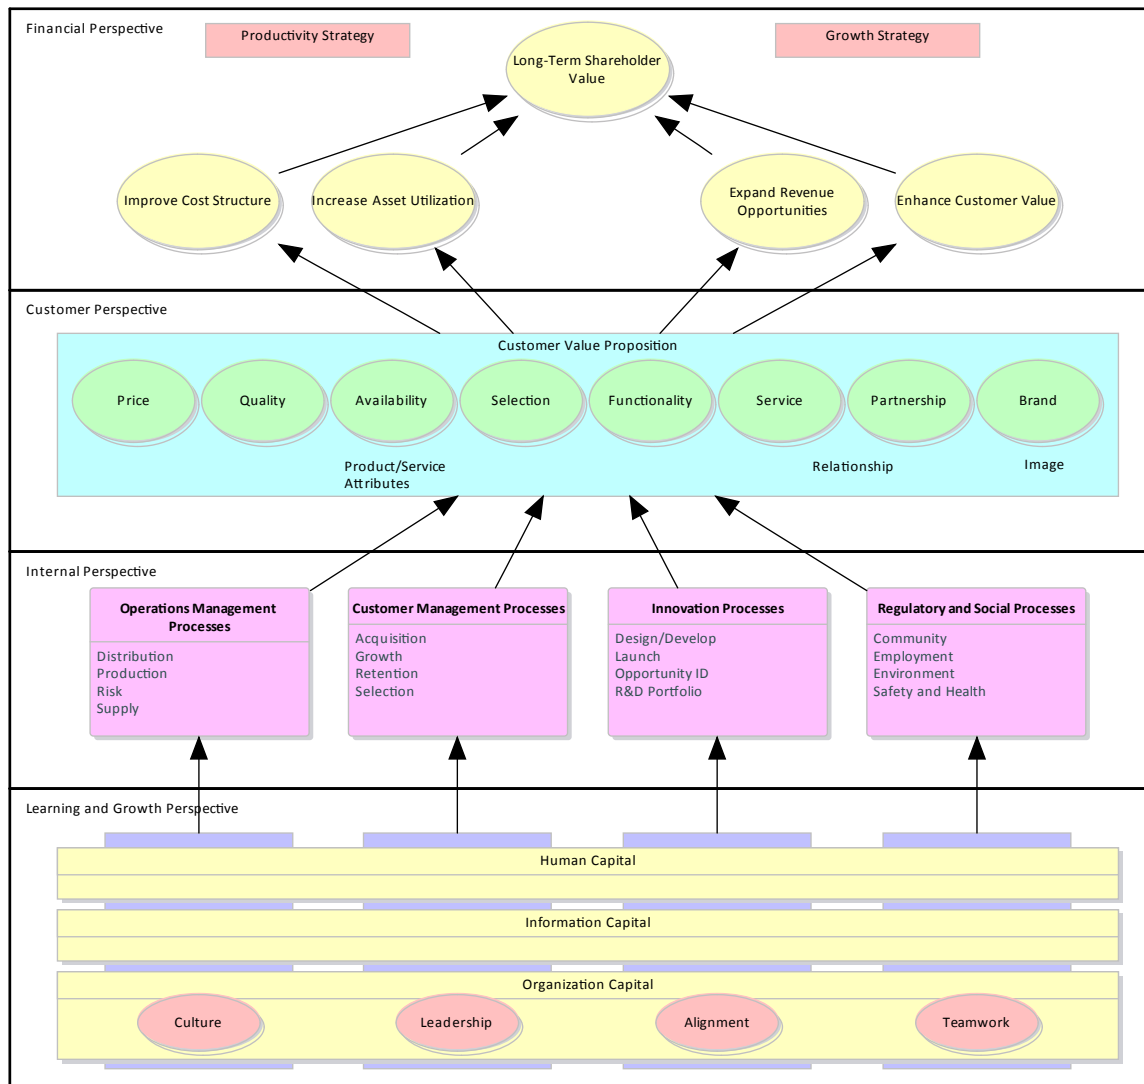 Financial Perspective
Productivity Strategy
Growth Strategy
Long-Term Shareholder
Value
Improve Cost Structure
Increase Asset Utilization
Expand Revenue
Opportunities
Enhance Customer Value
Customer Perspective
Customer Value Proposition
Price
Quality
Availability
Selection
Functionality
Service
Partnership
Brand
Product/Service
Attributes
Relationship
Image
Internal Perspective
Operations Management
Processes
Distribution
Production
Risk
Supply
Customer Management Processes
Acquisition
Growth
Retention
Selection
Innovation Processes
Design/Develop
Launch
Opportunity ID
R&D Portfolio
Regulatory and Social Processes
Community
Employment
Environment
Safety and Health
Learning and Growth Perspective
Human Capital
Information Capital
Organization Capital
Culture
Leadership
Alignment
Teamwork